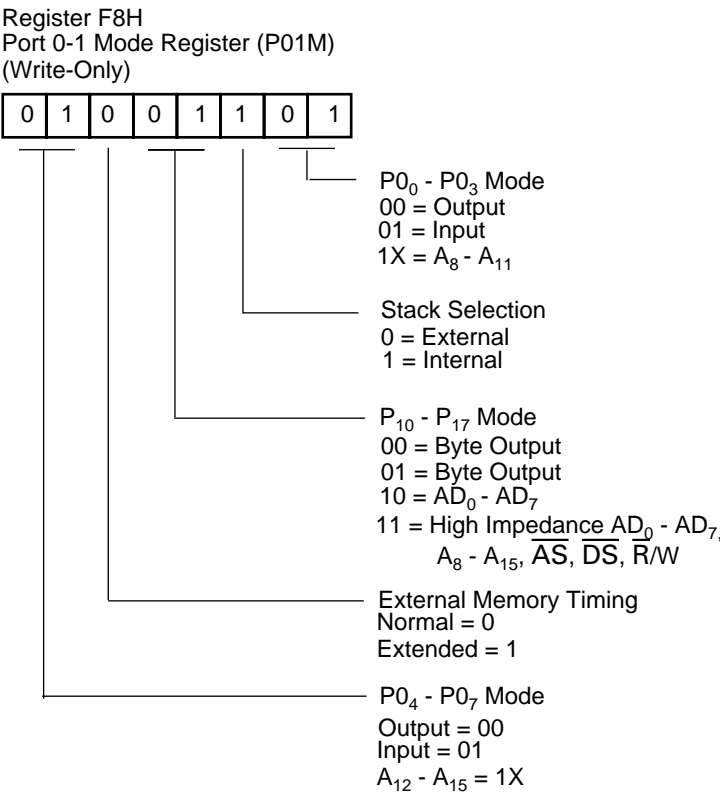 Register F8H
Port 0-1 Mode Register (P01M)
(Write-Only)
0 1 0 0 1 1 0 1
P0₀ - P0₃ Mode
00 = Output
01 = Input
1X = A₈ - A₁₁
Stack Selection
0 = External
1 = Internal
P₁₀ - P₁₇ Mode
00 = Byte Output
01 = Byte Output
10 = AD₀ - AD₇
11 = High Impedance AD₀ - AD₇,
A₈ - A₁₅, A̅S̅, D̅S̅, R̅/W
External Memory Timing
Normal = 0
Extended = 1
P0₄ - P0₇ Mode
Output = 00
Input = 01
A₁₂ - A₁₅ = 1X